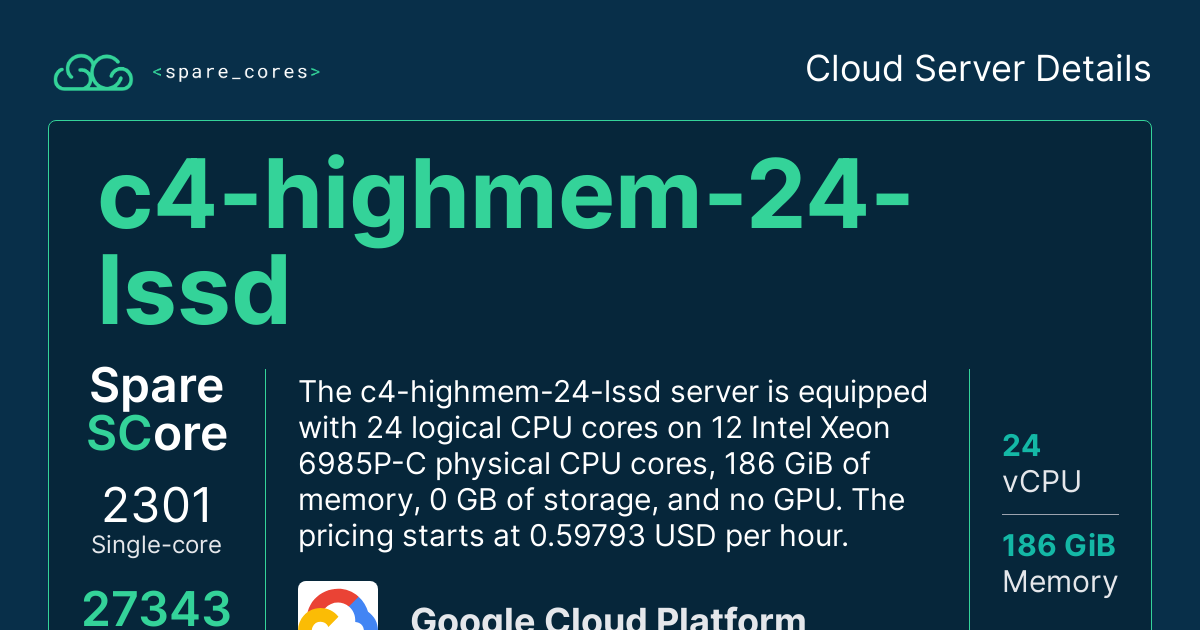 <spare_cores>
Cloud Server Details
c4-highmem-24-
lssd
Spare
SCore
2301
Single-core
27343
The c4-highmem-24-lssd server is equipped
with 24 logical CPU cores on 12 Intel Xeon
6985P-C physical CPU cores, 186 GiB of
memory, 0 GB of storage, and no GPU. The
pricing starts at 0.59793 USD per hour.
Google Cloud Platform
24
vCPU
186 GiB
Memory